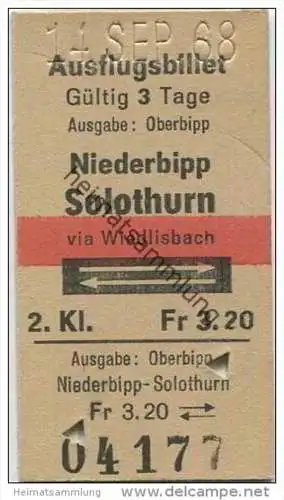 14 SEP 68
Ausflugsbillet
Gültig 3 Tage
Ausgabe: Oberbipp
Niederbipp
Solothurn
via Wiedlisbach
2. Kl. Fr 3.20
Ausgabe: Oberbipp
Niederbipp-Solothurn
Fr 3.20
04177
heimatsammlung
Heimatsammlung
www.delcampe.net